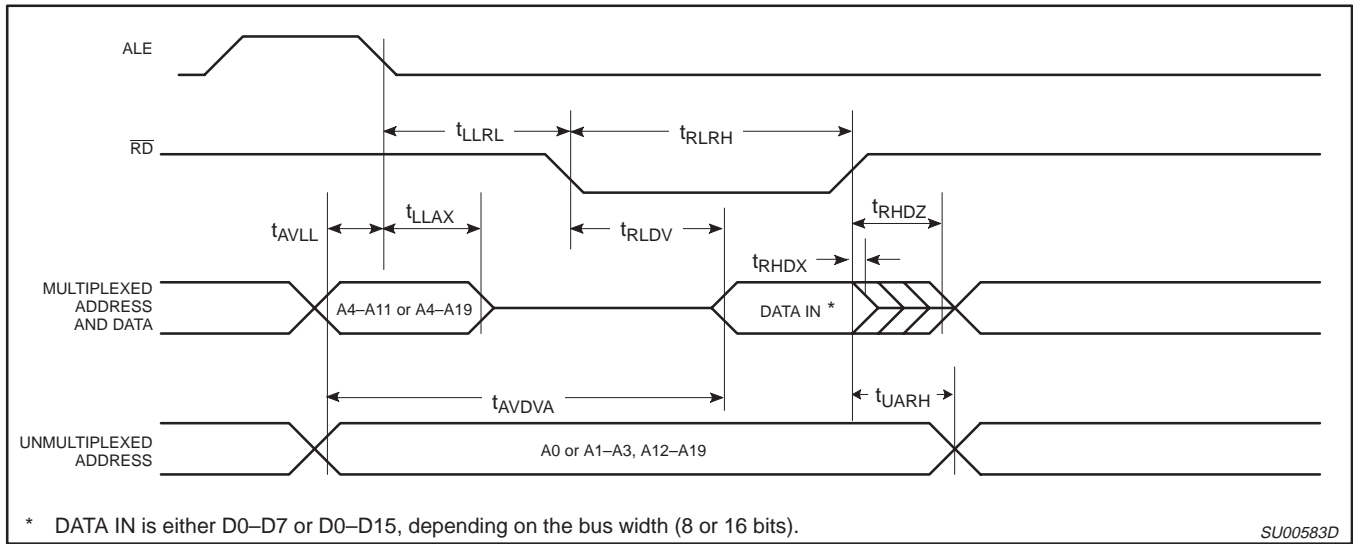 ALE
tLLRL
tRLRH
RD
tAVLL
tLLAX
tRLDV
tRHDZ
tRHDX
MULTIPLEXED
ADDRESS
AND DATA
A4–A11 or A4–A19
DATA IN *
tAVDVA
tUARH
UNMULTIPLEXED
ADDRESS
A0 or A1–A3, A12–A19
* DATA IN is either D0–D7 or D0–D15, depending on the bus width (8 or 16 bits).
SU00583D